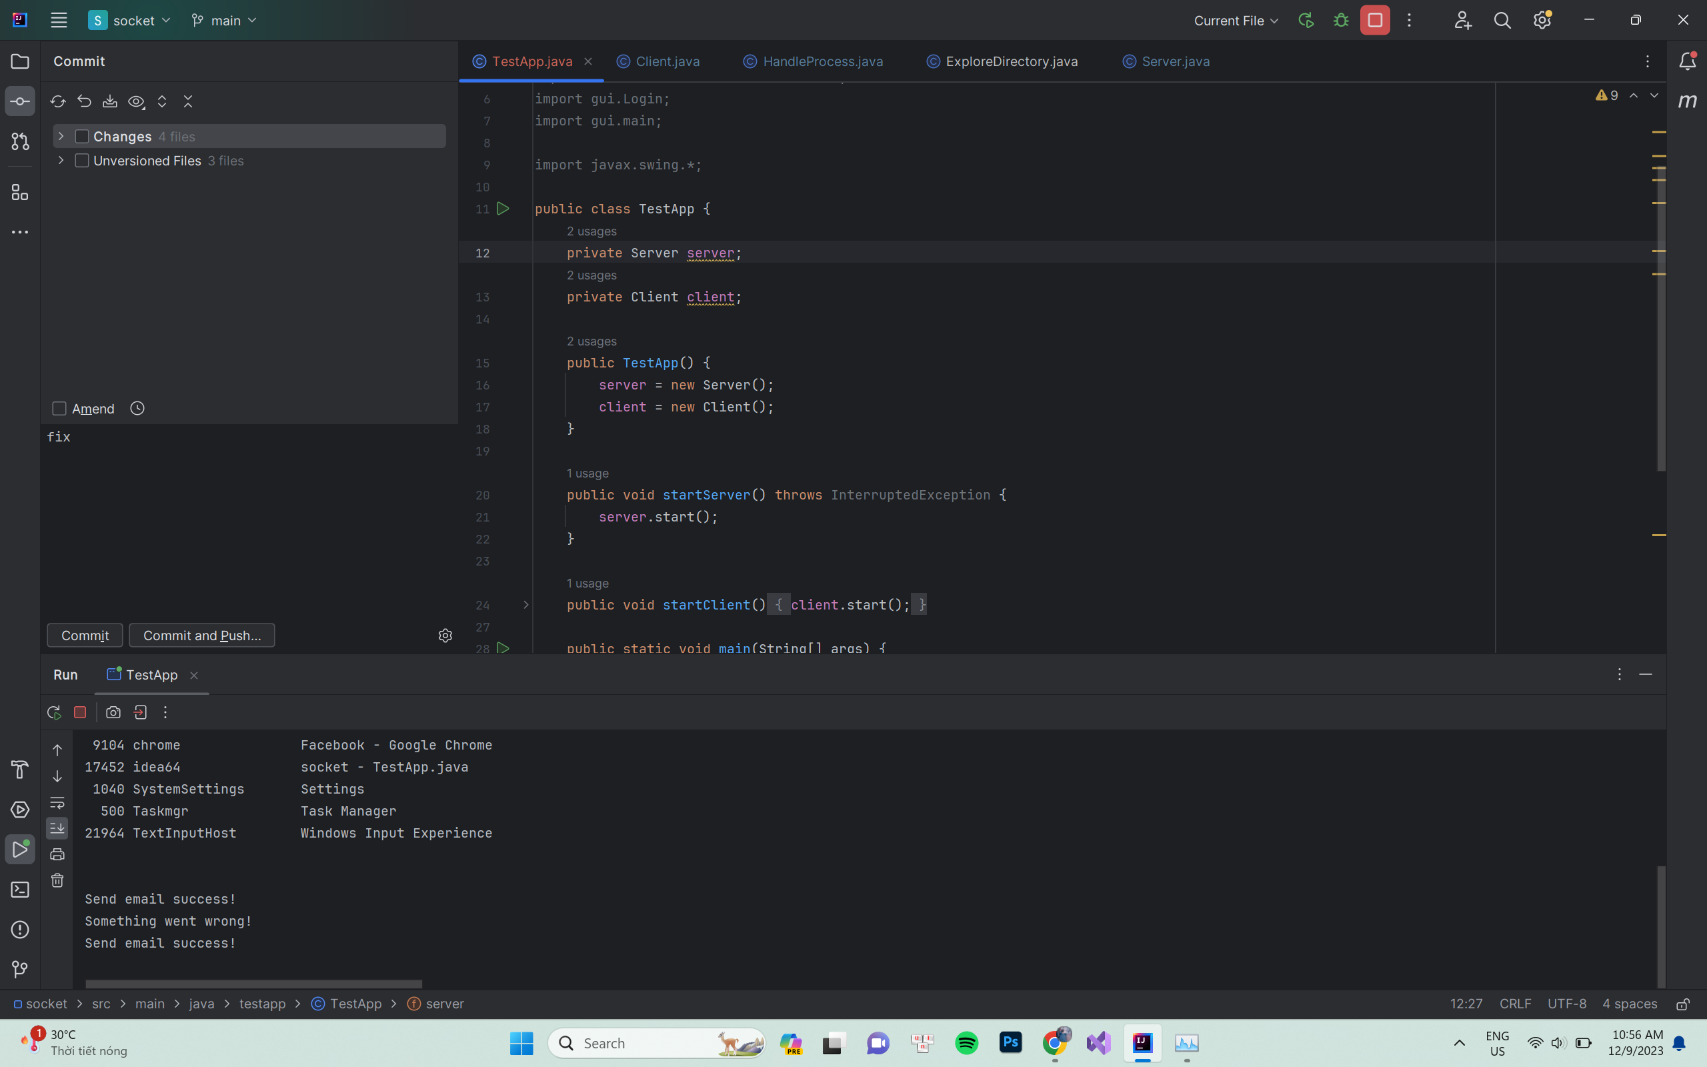 socket
main
Current File
Commit
TestApp.java
Client.java
HandleProcess.java
ExploreDirectory.java
Server.java
Changes 4 files
Unversioned Files 3 files
Amend
fix
Commit
Commit and Push...
9
6 import gui.Login;
7 import gui.main;
8
9 import javax.swing.*;
10
11 public class TestApp {
2 usages
12 private Server server;
2 usages
13 private Client client;
14
2 usages
15 public TestApp() {
16 server = new Server();
17 client = new Client();
18 }
19
1 usage
20 public void startServer() throws InterruptedException {
21 server.start();
22 }
23
1 usage
24 public void startClient() { client.start(); }
27
28 public static void main(String[] args) {
m
Run
TestApp
9104 chrome Facebook - Google Chrome
17452 idea64 socket - TestApp.java
1040 SystemSettings Settings
500 Taskmgr Task Manager
21964 TextInputHost Windows Input Experience
Send email success!
Something went wrong!
Send email success!
socket > src > main > java > testapp > TestApp > server
12:27 CRLF UTF-8 4 spaces
1
30°C
Thời tiết nóng
Search
PRE
Ps
ENG
US
10:56 AM
12/9/2023